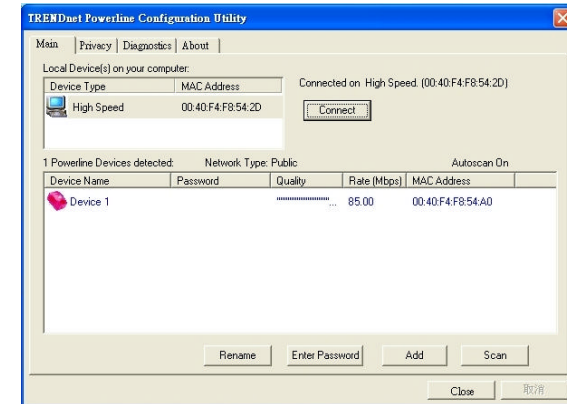 TRENDnet Powerline Configuration Utility
Main Privacy Diagnostics About
Local Device(s) on your computer:
Device Type MAC Address
High Speed 00:40:F4:F8:54:2D
Connected on High Speed. (00:40:F4:F8:54:2D)
Connect
1 Powerline Devices detected: Network Type: Public Autoscan On
Device Name Password Quality Rate (Mbps) MAC Address
Device 1 85.00 00:40:F4:F8:54:A0
Rename Enter Password Add Scan
Close 取消